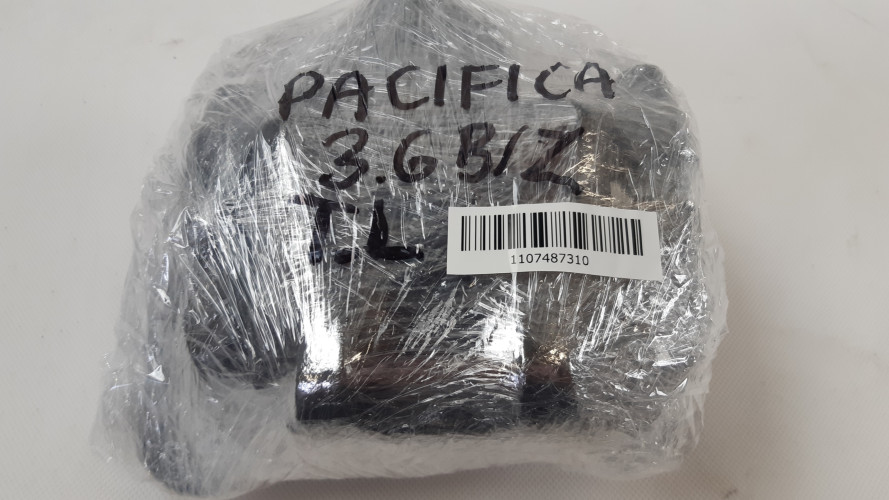 PACIFICA
3.6 B/Z
T.L.
1107487310